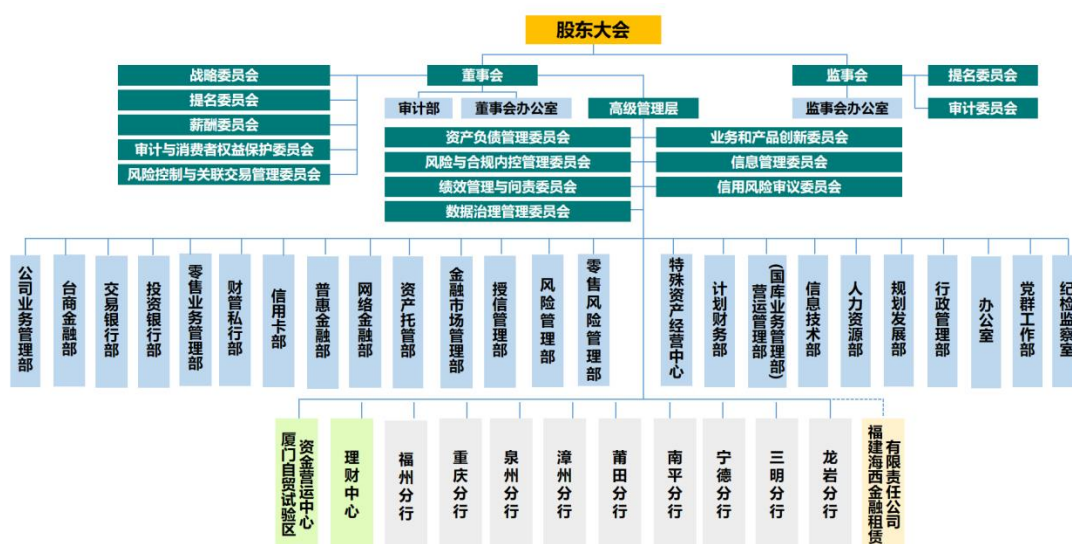 股东大会
战略委员会
董事会
监事会
提名委员会
提名委员会
审计部
董事会办公室
高级管理层
监事会办公室
审计委员会
薪酬委员会
审计与消费者权益保护委员会
风险控制与关联交易管理委员会
资产负债管理委员会
业务和产品创新委员会
风险与合规内控管理委员会
信息管理委员会
绩效管理与问责委员会
信用风险审议委员会
数据治理管理委员会
公司业务管理部
台商金融部
交易银行部
投资银行部
零售业务管理部
财管私行部
信用卡部
普惠金融部
网络金融部
资产托管部
金融市场管理部
授信管理部
风险管理部
零售风险管理部
特殊资产经营中心
计划财务部
营运管理部
(国库业务管理部)
信息技术部
人力资源部
规划发展部
行政管理部
办公室
党群工作部
纪检监察室
资金营运中心
厦门自贸试验区
理财中心
福州分行
重庆分行
泉州分行
漳州分行
莆田分行
南平分行
宁德分行
三明分行
龙岩分行
福建海西金融租赁
有限责任公司